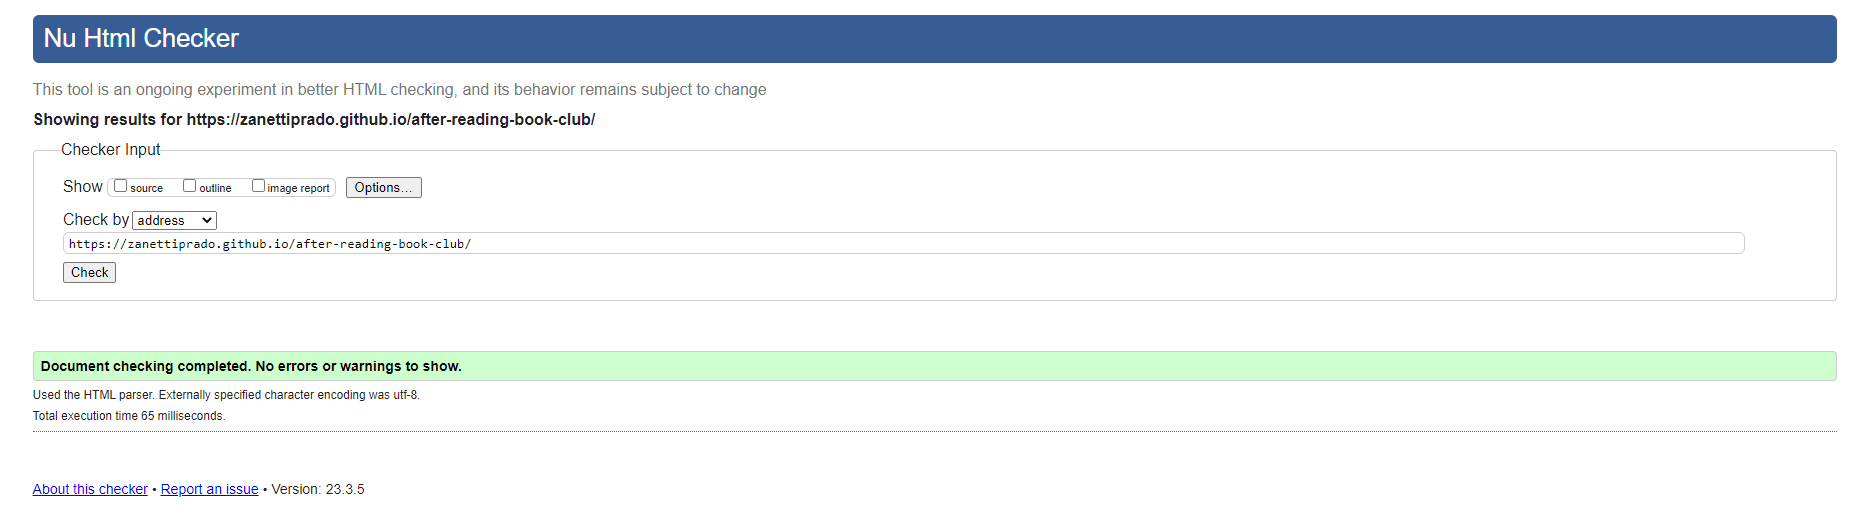 Nu Html Checker
This tool is an ongoing experiment in better HTML checking, and its behavior remains subject to change
Showing results for https://zanettiprado.github.io/after-reading-book-club/
Checker Input
Show source outline image report Options...
Check by address
https://zanettiprado.github.io/after-reading-book-club/
Check
Document checking completed. No errors or warnings to show.
Used the HTML parser. Externally specified character encoding was utf-8.
Total execution time 65 milliseconds.
About this checker • Report an issue • Version: 23.3.5